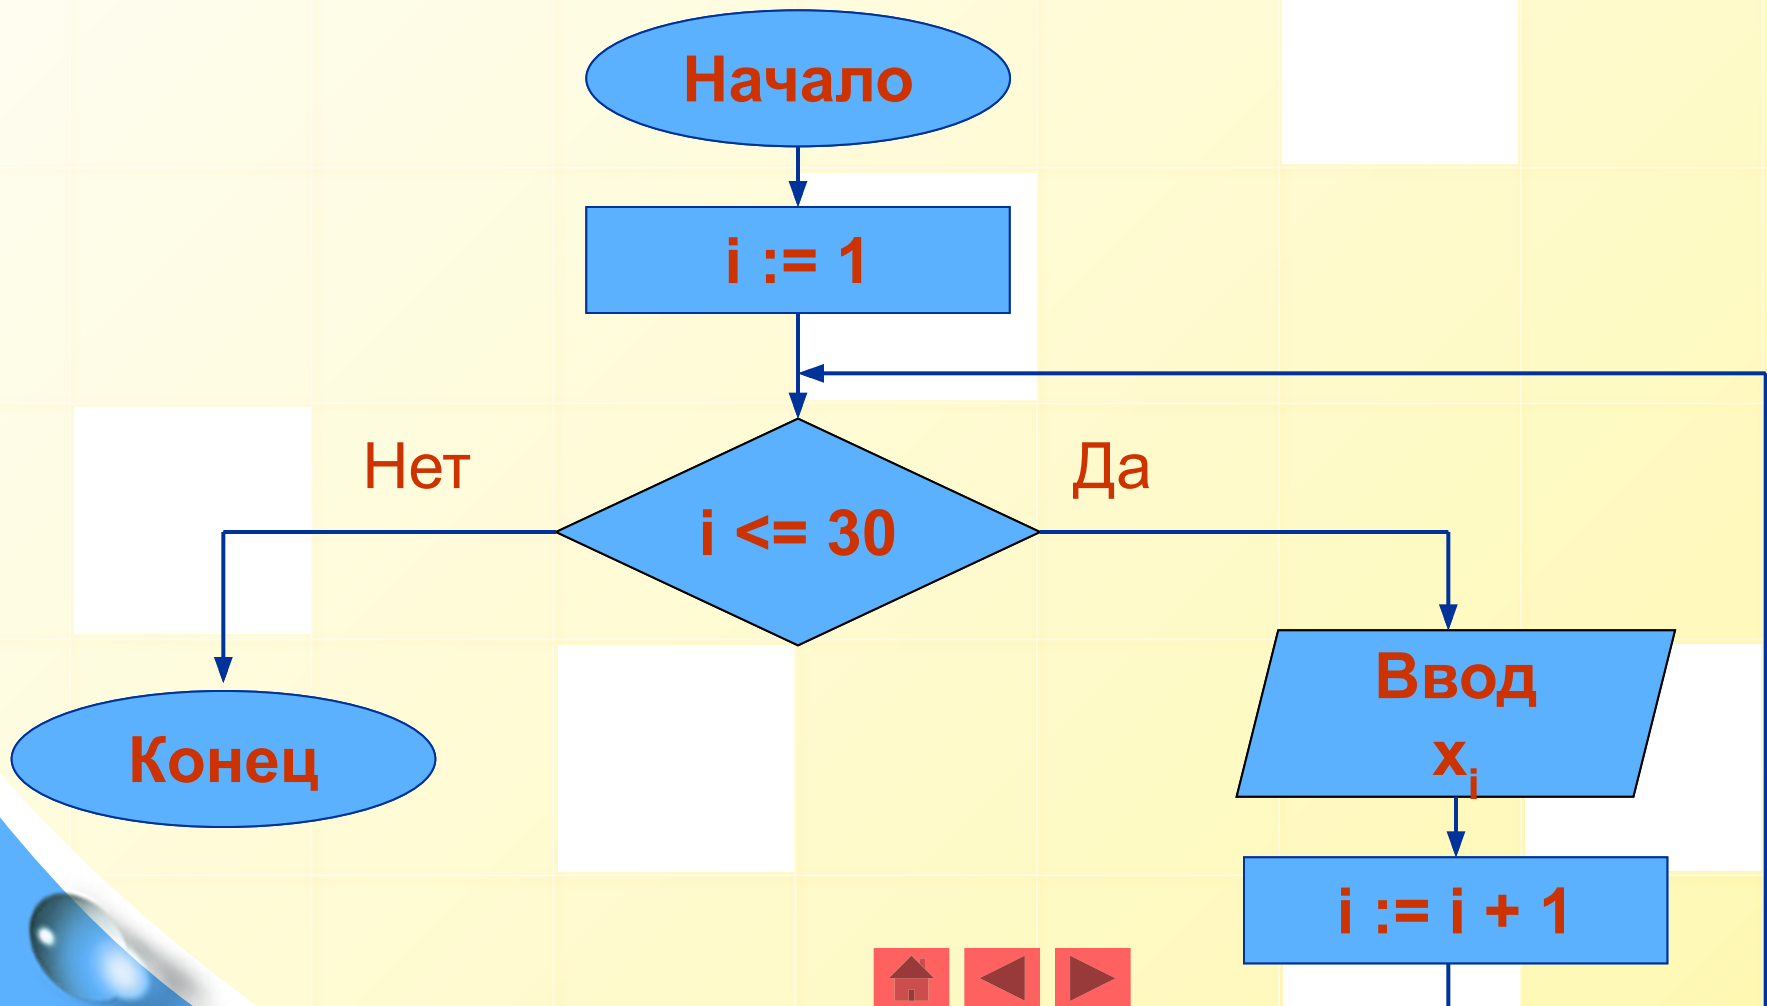 Начало
i := 1
Нет
Да
i <= 30
Ввод
xi
Конец
i := i + 1